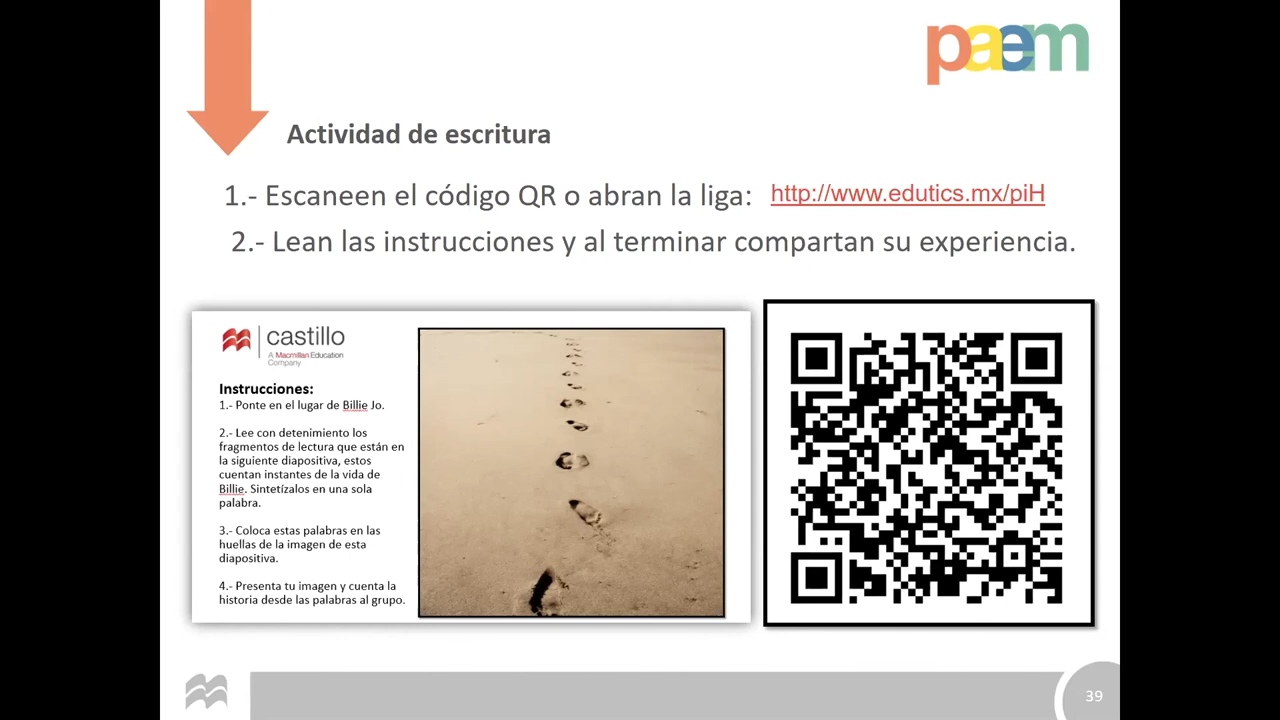 paem
Actividad de escritura
1.- Escaneen el código QR o abran la liga: http://www.edutics.mx/piH
2.- Lean las instrucciones y al terminar compartan su experiencia.
castillo
A Macmillan Education
Company
Instrucciones:
1.- Ponte en el lugar de Billie Jo.
2.- Lee con detenimiento los
fragmentos de lectura que están en
la siguiente diapositiva, estos
cuentan instantes de la vida de
Billie. Sintetízalos en una sola
palabra.
3.- Coloca estas palabras en las
huellas de la imagen de esta
diapositiva.
4.- Presenta tu imagen y cuenta la
historia desde las palabras al grupo.
39